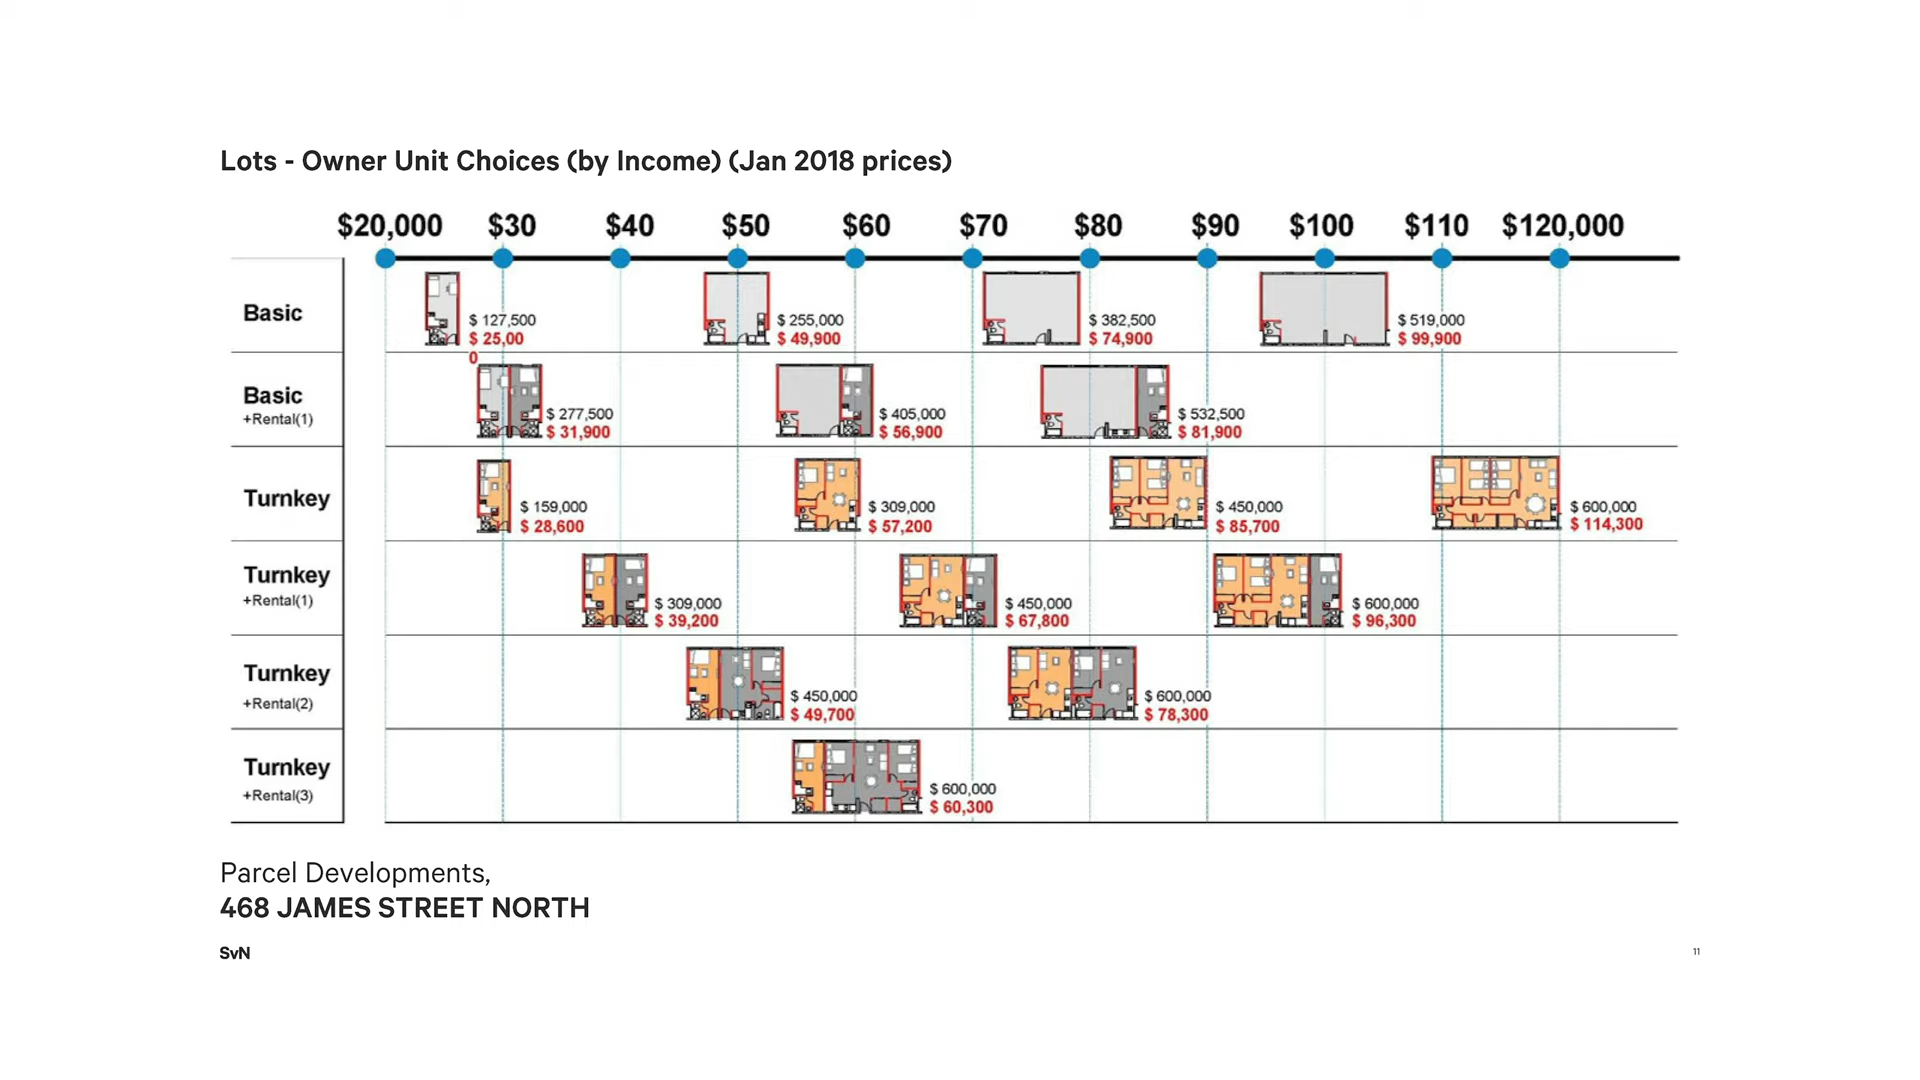 Lots - Owner Unit Choices (by Income) (Jan 2018 prices)
$20,000 $30 $40 $50 $60 $70 $80 $90 $100 $110 $120,000
Basic
$ 127,500
$ 25,00
0
$ 255,000
$ 49,900
$ 382,500
$ 74,900
$ 519,000
$ 99,900
Basic
+Rental(1)
$ 277,500
$ 31,900
$ 405,000
$ 56,900
$ 532,500
$ 81,900
Turnkey
$ 159,000
$ 28,600
$ 309,000
$ 57,200
$ 450,000
$ 85,700
$ 600,000
$ 114,300
Turnkey
+Rental(1)
$ 309,000
$ 39,200
$ 450,000
$ 67,800
$ 600,000
$ 96,300
Turnkey
+Rental(2)
$ 450,000
$ 49,700
$ 600,000
$ 78,300
Turnkey
+Rental(3)
$ 600,000
$ 60,300
Parcel Developments,
468 JAMES STREET NORTH
SvN
11